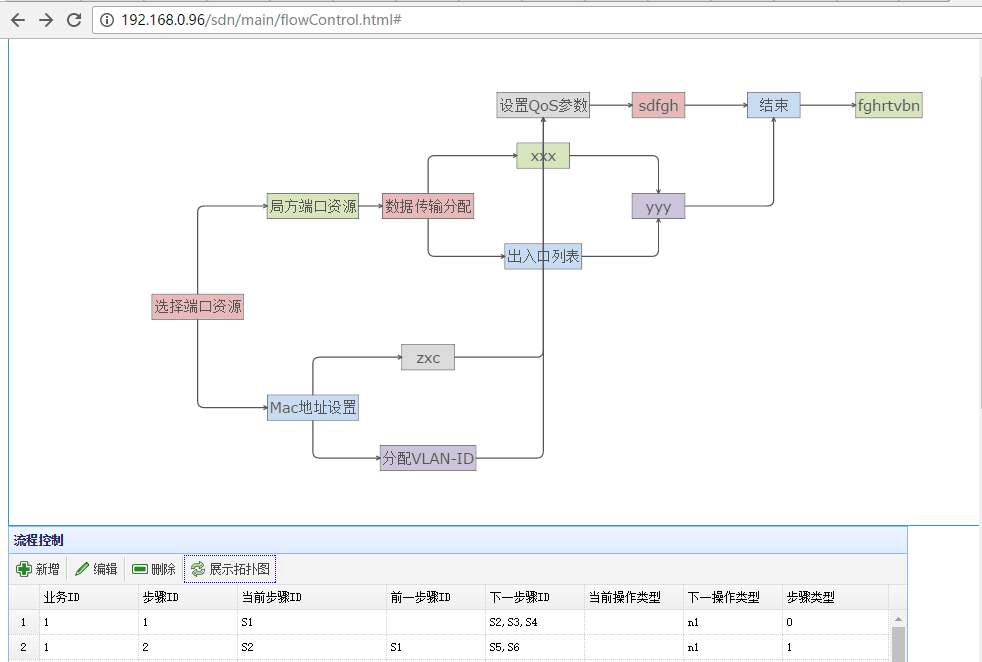 192.168.0.96/sdn/main/flowControl.html#
设置QoS参数 sdfgh 结束 fghrtvbn
xxx
局方端口资源 数据传输分配 yyy
出入口列表
选择端口资源
zxc
Mac地址设置
分配VLAN-ID
流程控制
新增 编辑 删除 展示拓扑图
业务ID 步骤ID 当前步骤ID 前一步骤ID 下一步骤ID 当前操作类型 下一操作类型 步骤类型
1 1 1 S1 S2,S3,S4 n1 0
2 1 2 S2 S1 S5,S6 n1 1